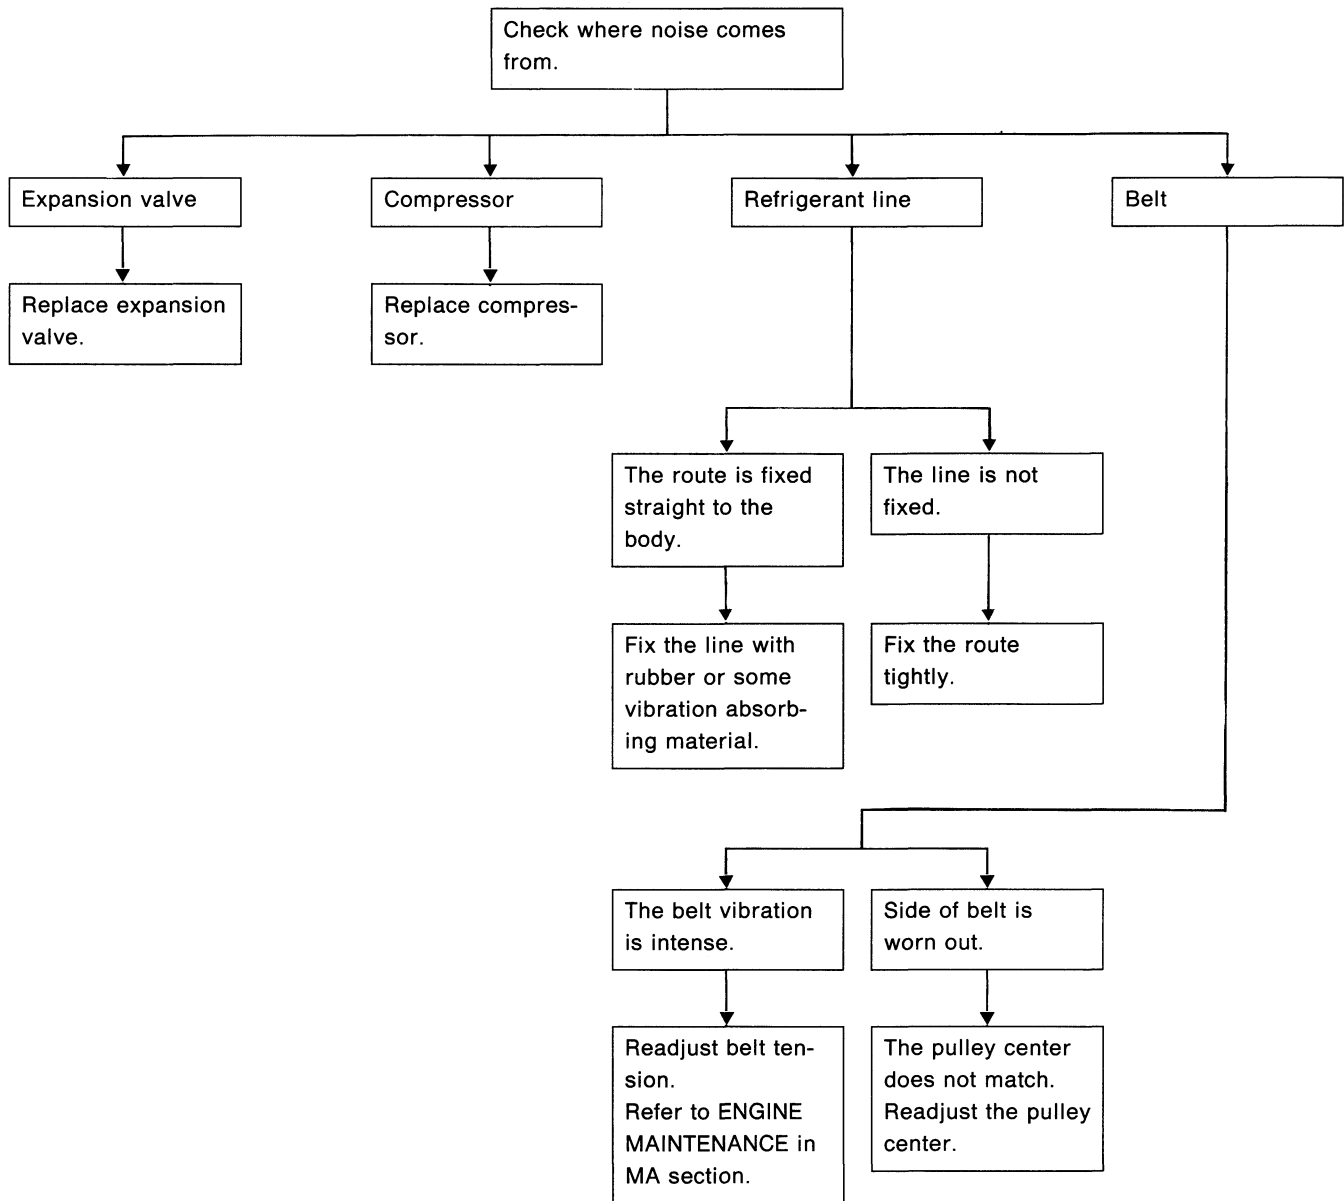 Check where noise comes
from.
Expansion valve
Compressor
Refrigerant line
Belt
Replace expansion
valve.
Replace compres-
sor.
The route is fixed
straight to the
body.
The line is not
fixed.
Fix the line with
rubber or some
vibration absorb-
ing material.
Fix the route
tightly.
The belt vibration
is intense.
Side of belt is
worn out.
Readjust belt ten-
sion.
Refer to ENGINE
MAINTENANCE in
MA section.
The pulley center
does not match.
Readjust the pulley
center.